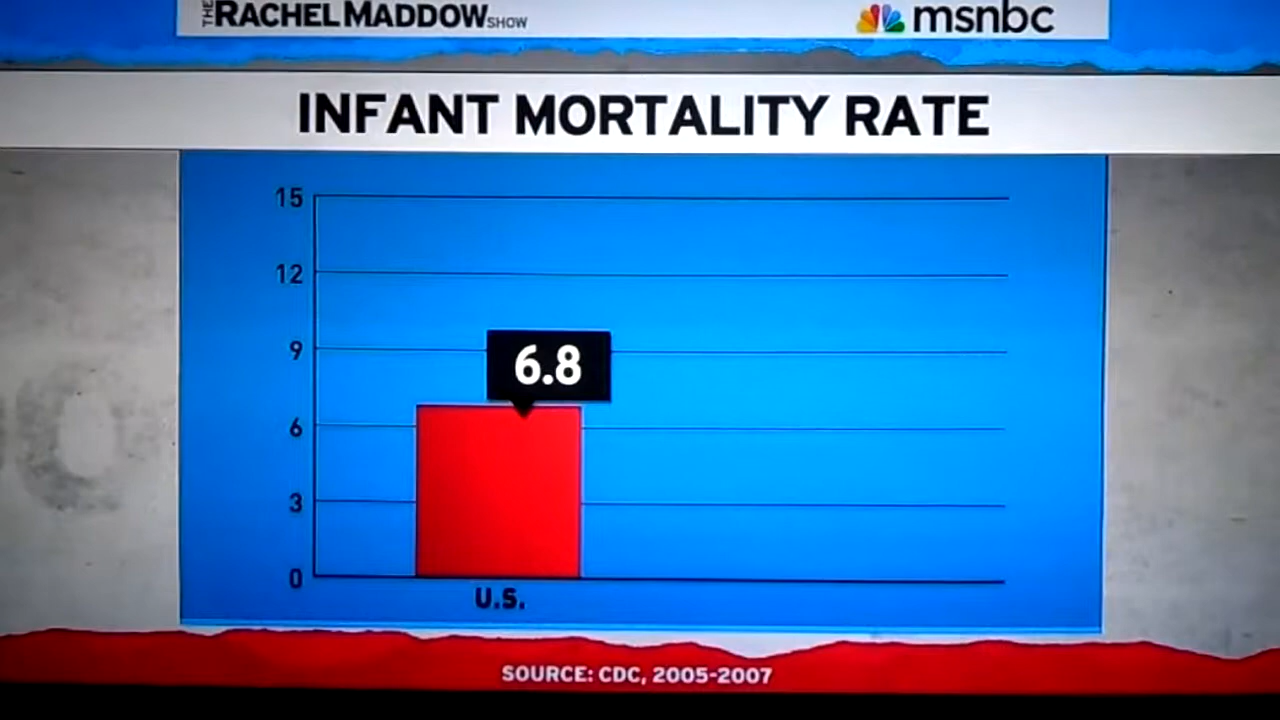 THE RACHEL MADDOW SHOW
msnbc
INFANT MORTALITY RATE
15
12
9
6.8
6
3
0
U.S.
SOURCE: CDC, 2005-2007